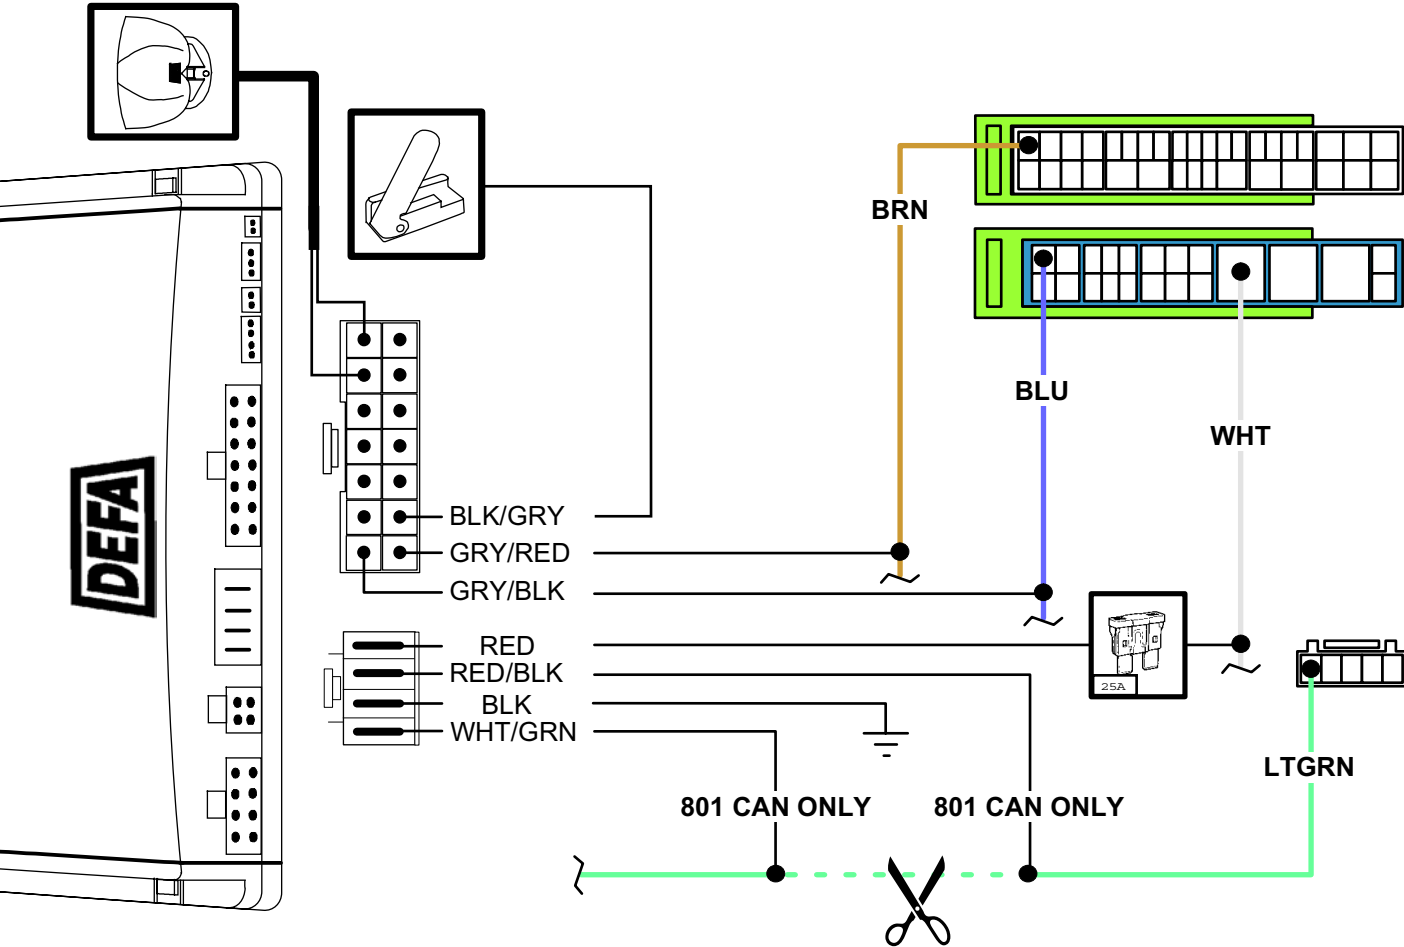 BRN
BLU
WHT
DEFA
BLK/GRY
GRY/RED
GRY/BLK
RED
RED/BLK
BLK
WHT/GRN
25A
LTGRN
801 CAN ONLY
801 CAN ONLY